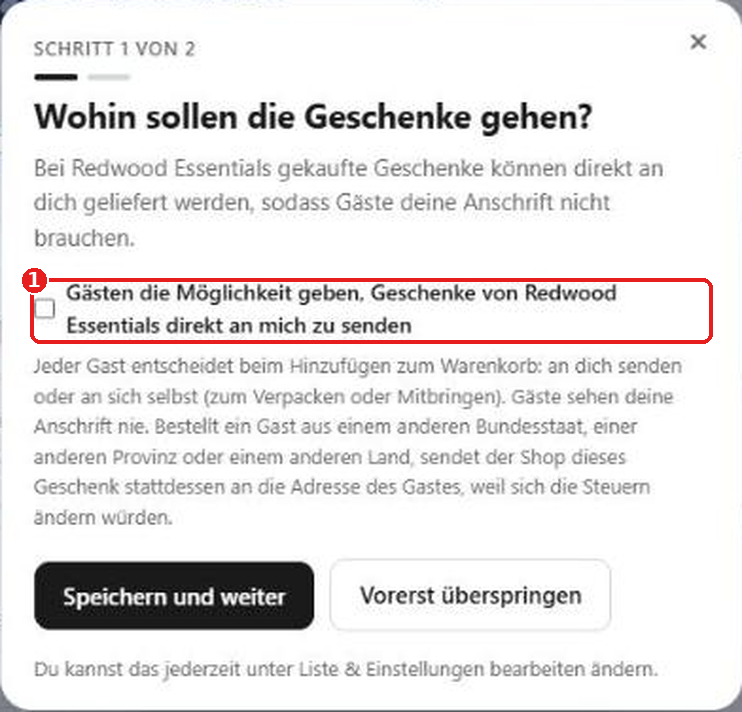 SCHRITT 1 VON 2
×
Wohin sollen die Geschenke gehen?
Bei Redwood Essentials gekaufte Geschenke können direkt an
dich geliefert werden, sodass Gäste deine Anschrift nicht
brauchen.
1
Gästen die Möglichkeit geben, Geschenke von Redwood
Essentials direkt an mich zu senden
Jeder Gast entscheidet beim Hinzufügen zum Warenkorb: an dich senden
oder an sich selbst (zum Verpacken oder Mitbringen). Gäste sehen deine
Anschrift nie. Bestellt ein Gast aus einem anderen Bundesstaat, einer
anderen Provinz oder einem anderen Land, sendet der Shop dieses
Geschenk stattdessen an die Adresse des Gastes, weil sich die Steuern
ändern würden.
Speichern und weiter
Vorerst überspringen
Du kannst das jederzeit unter Liste & Einstellungen bearbeiten ändern.